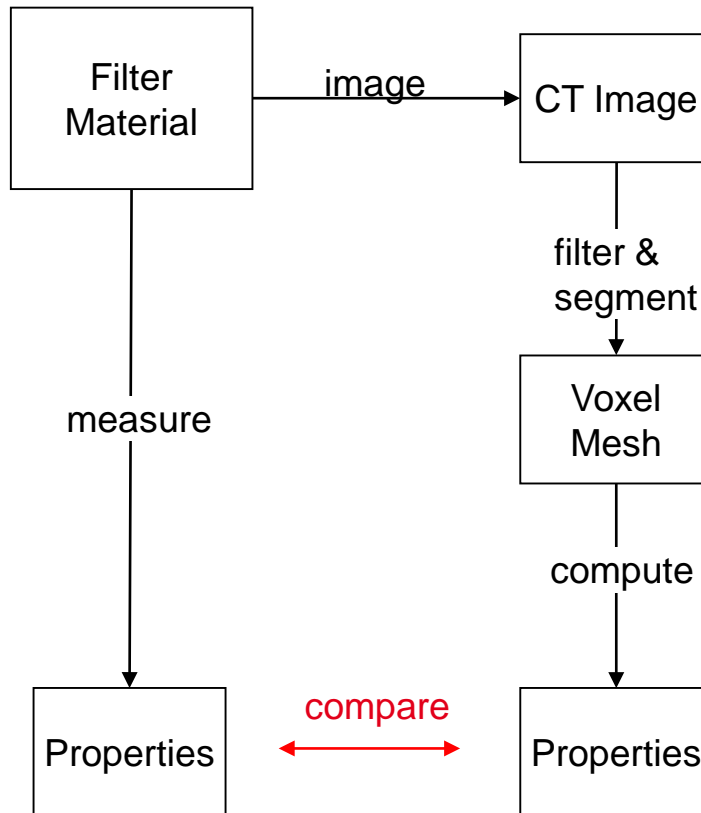 Filter
Material
image
CT Image
filter &
segment
measure
Voxel
Mesh
compute
Properties
compare
Properties